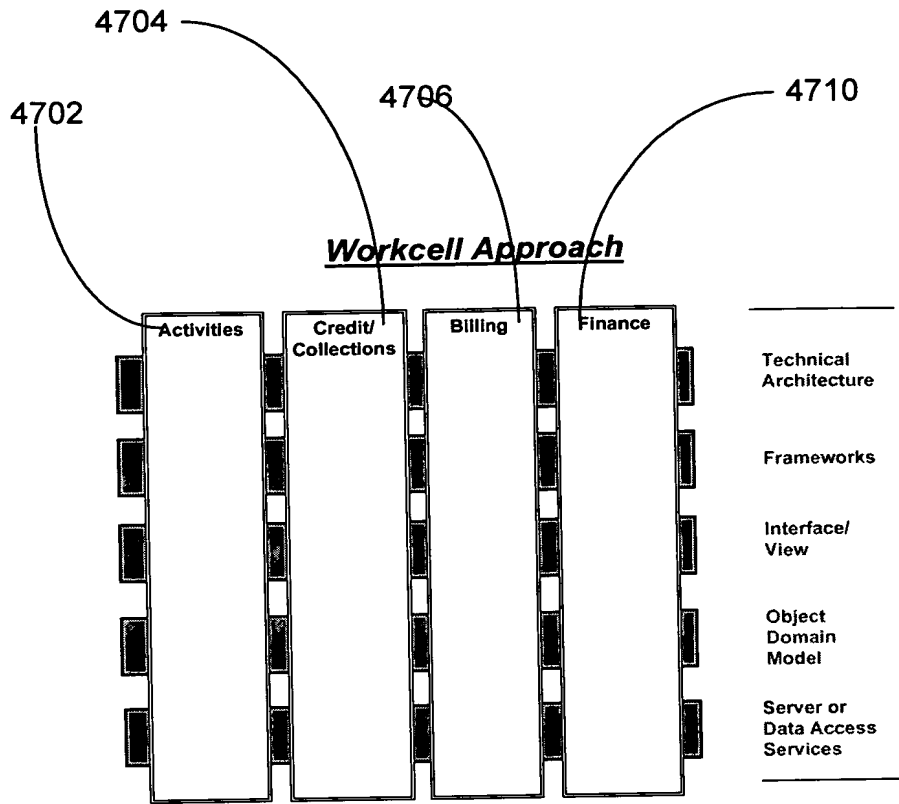 4704
4706
4710
4702
Workcell Approach
Activities
Credit/
Collections
Billing
Finance
Technical
Architecture
Frameworks
Interface/
View
Object
Domain
Model
Server or
Data Access
Services